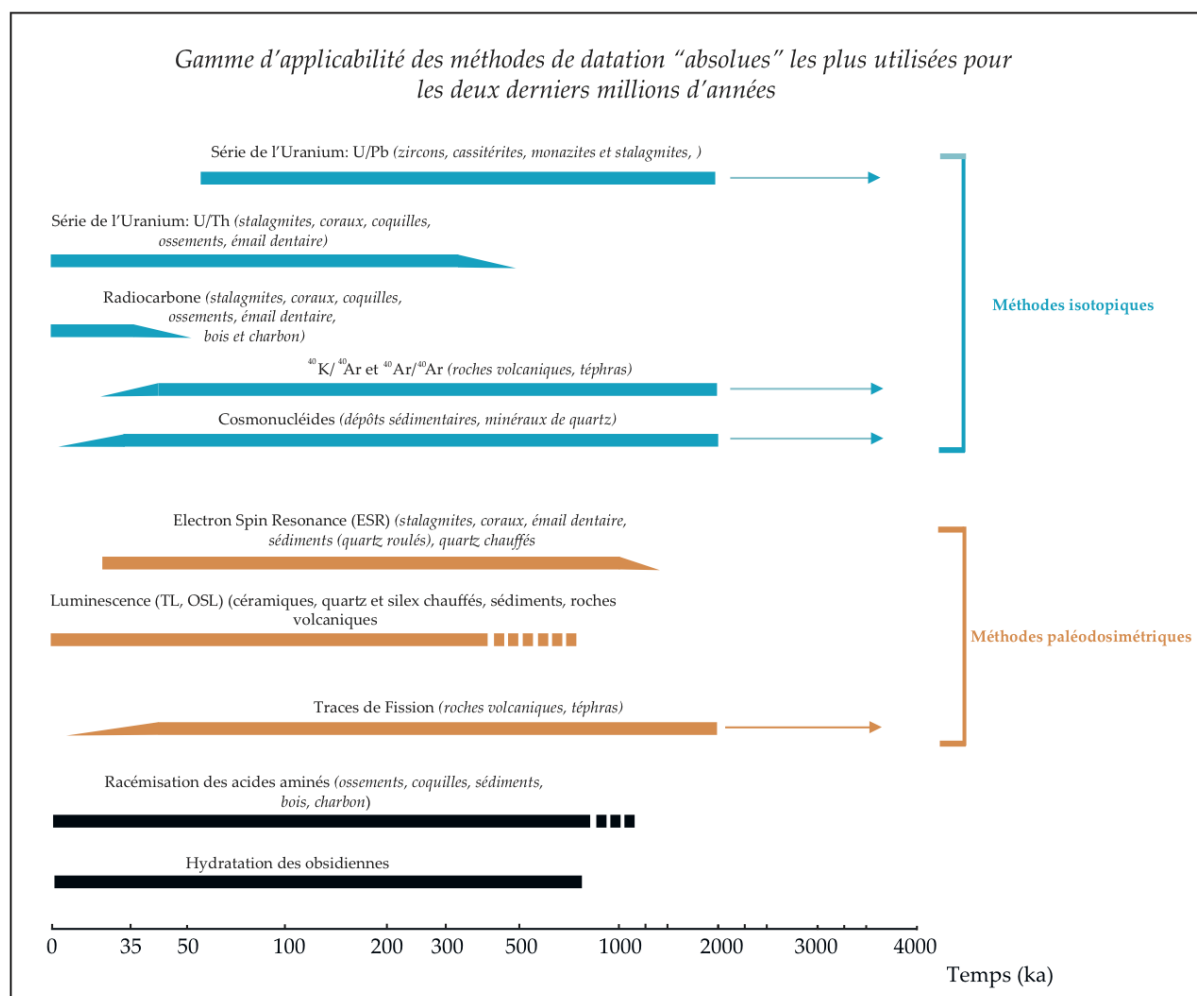 Gamme d’applicabilité des méthodes de datation “absolues” les plus utilisées pour
les deux derniers millions d’années
Série de l’Uranium: U/Pb (zircons, cassitérites, monazites et stalagmites, )
Série de l’Uranium: U/Th (stalagmites, coraux, coquilles,
ossements, émail dentaire)
Radiocarbone (stalagmites, coraux, coquilles,
ossements, émail dentaire,
bois et charbon)
Méthodes isotopiques
⁴⁰K/ ⁴⁰Ar et ⁴⁰Ar/⁴⁰Ar (roches volcaniques, téphras)
Cosmonucléides (dépôts sédimentaires, minéraux de quartz)
Electron Spin Resonance (ESR) (stalagmites, coraux, émail dentaire,
sédiments (quartz roulés), quartz chauffés
Luminescence (TL, OSL) (céramiques, quartz et silex chauffés, sédiments, roches
volcaniques
Méthodes paléodosimétriques
Traces de Fission (roches volcaniques, téphras)
Racémisation des acides aminés (ossements, coquilles, sédiments,
bois, charbon)
Hydratation des obsidiennes
0 35 50 100 200 300 500 1000 2000 3000 4000
Temps (ka)